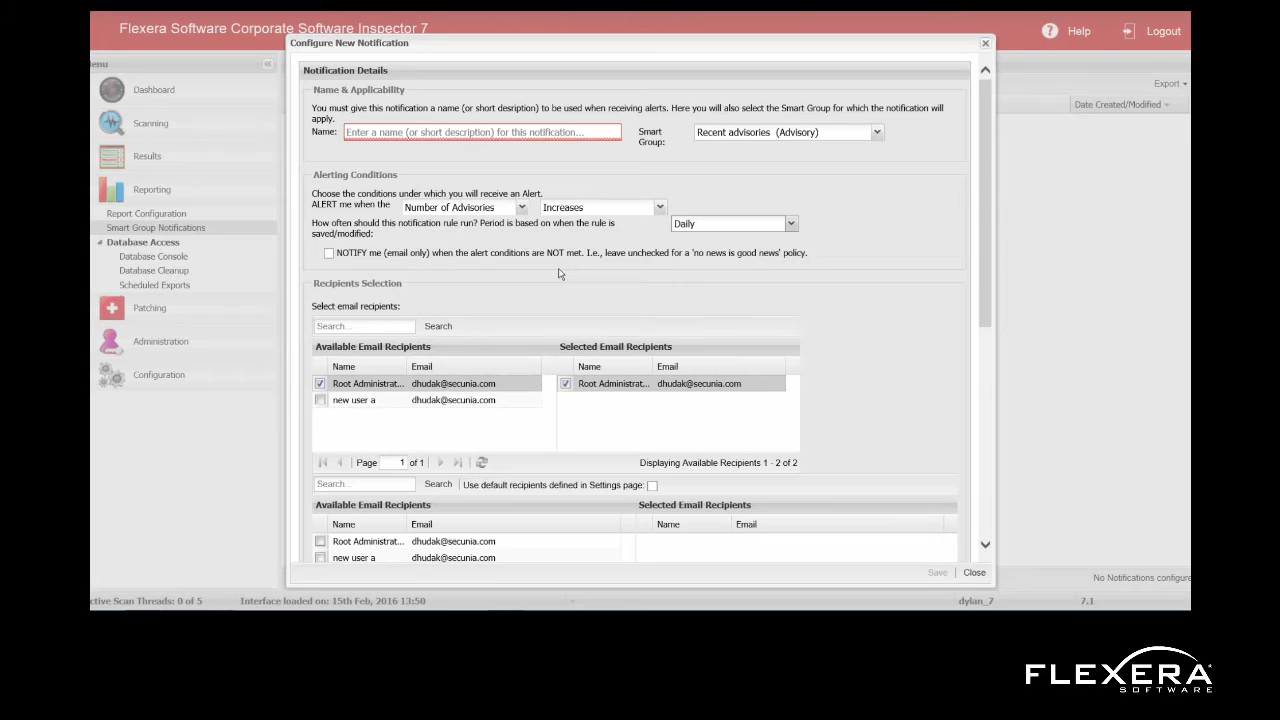 Flexera Software Corporate Software Inspector 7
Help
Logout
Configure New Notification
enu
Export
Date Created/Modified
Dashboard
Scanning
Results
Reporting
Report Configuration
Smart Group Notifications
Database Access
Database Console
Database Cleanup
Scheduled Exports
Patching
Administration
Configuration
Notification Details
Name & Applicability
You must give this notification a name (or short desription) to be used when receiving alerts. Here you will also select the Smart Group for which the notification will
apply.
Name: Enter a name (or short description) for this notification... Smart Group: Recent advisories (Advisory)
Alerting Conditions
Choose the conditions under which you will receive an Alert.
ALERT me when the Number of Advisories Increases
How often should this notification rule run? Period is based on when the rule is
saved/modified: Daily
NOTIFY me (email only) when the alert conditions are NOT met. I.e., leave unchecked for a 'no news is good news' policy.
Recipients Selection
Select email recipients:
Search... Search
Available Email Recipients Selected Email Recipients
Name Email Name Email
Root Administrat... dhudak@secunia.com Root Administrat... dhudak@secunia.com
new user a dhudak@secunia.com
Page 1 of 1 Displaying Available Recipients 1 - 2 of 2
Search... Search Use default recipients defined in Settings page:
Available Email Recipients Selected Email Recipients
Name Email Name Email
Root Administrat... dhudak@secunia.com
new user a dhudak@secunia.com
Save Close
No Notifications configure
ctive Scan Threads: 0 of 5 Interface loaded on: 15th Feb, 2016 13:50 dylan_7 7.1
FLEXERA
SOFTWARE